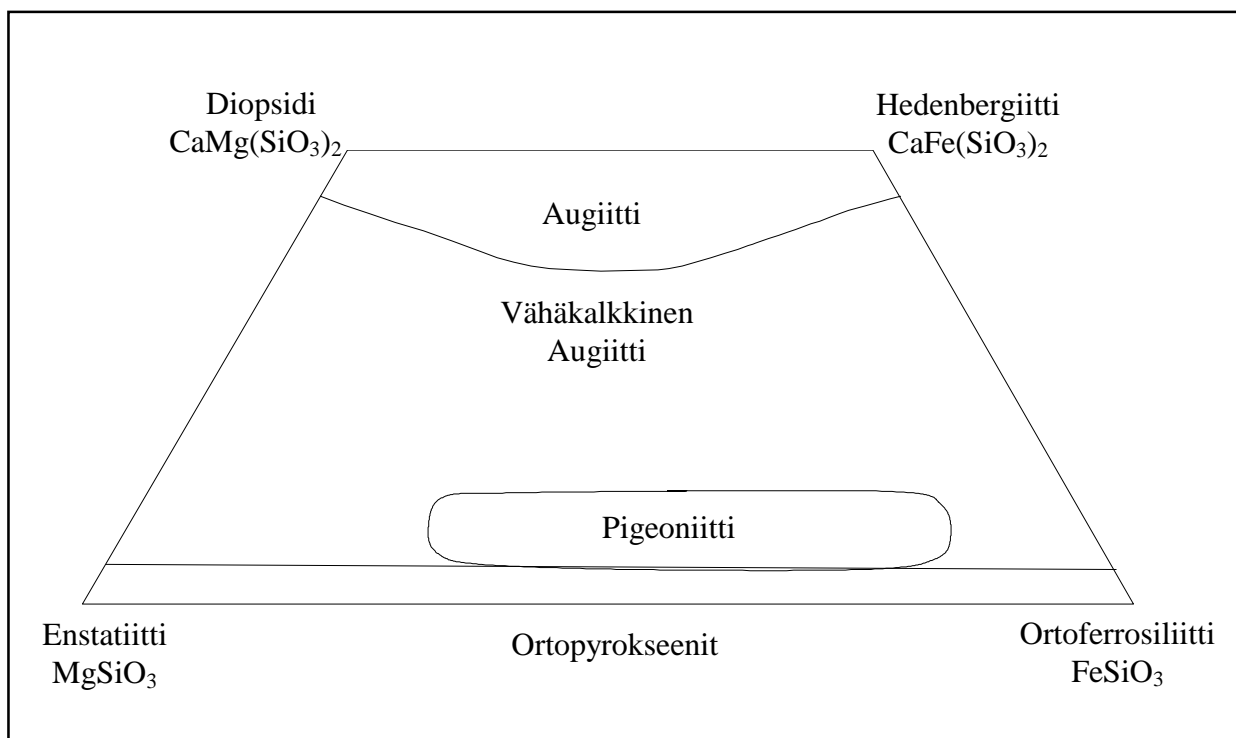 Diopsidi
CaMg(SiO₃)₂
Hedenbergiitti
CaFe(SiO₃)₂
Augiitti
Vähäkalkkinen
Augiitti
Pigeoniitti
Enstatiitti
MgSiO₃
Ortopyrokseenit
Ortoferrosiliitti
FeSiO₃